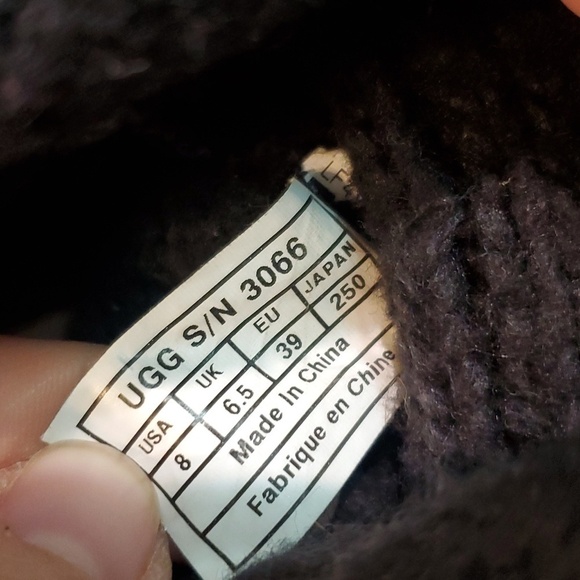 UGG S/N 3066
USA UK EU JAPAN
8 6.5 39 250
Made In China
Fabrique en Chine